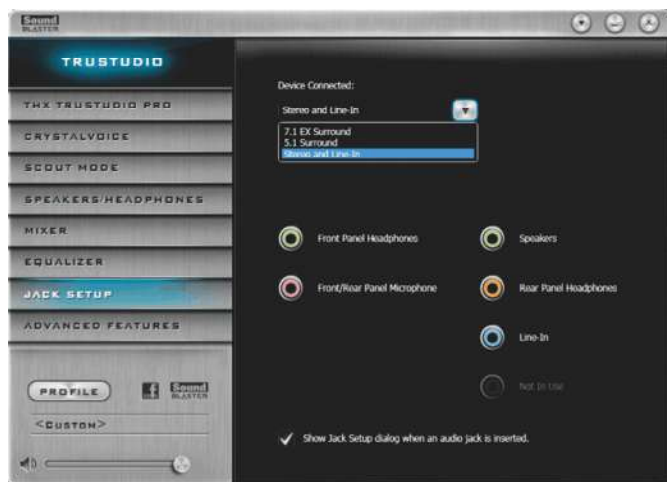 Sound
BLASTER
TRUSTUDIO
THX TRUSTUDIO PRO
CRYSTALVOICE
SCOUT MODE
SPEAKERS/HEADPHONES
MIXER
EQUALIZER
JACK SETUP
ADVANCED FEATURES
PROFILE
f
Sound
BLASTER
<CUSTOM>
Device Connected:
Stereo and Line-In
7.1 EX Surround
5.1 Surround
Stereo and Line-In
Front Panel Headphones
Speakers
Front/Rear Panel Microphone
Rear Panel Headphones
Line-In
Not In Use
Show Jack Setup dialog when an audio jack is inserted.